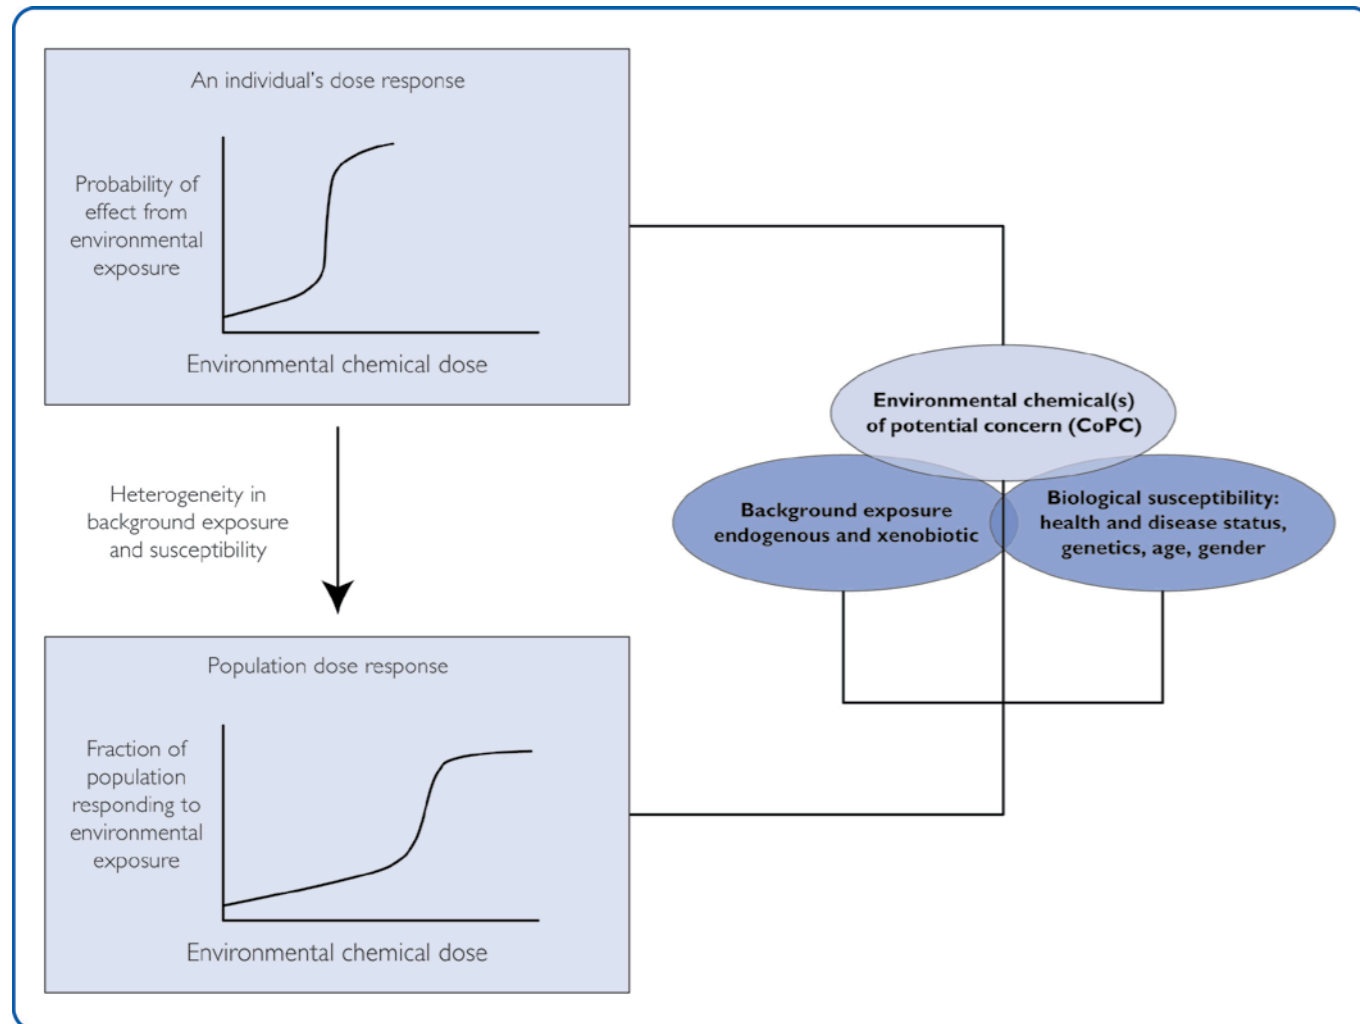 An individual's dose response
Probability of
effect from
environmental
exposure
Environmental chemical dose
Heterogeneity in
background exposure
and susceptibility
Population dose response
Fraction of
population
responding to
environmental
exposure
Environmental chemical dose
Environmental chemical(s)
of potential concern (CoPC)
Background exposure
endogenous and xenobiotic
Biological susceptibility:
health and disease status,
genetics, age, gender